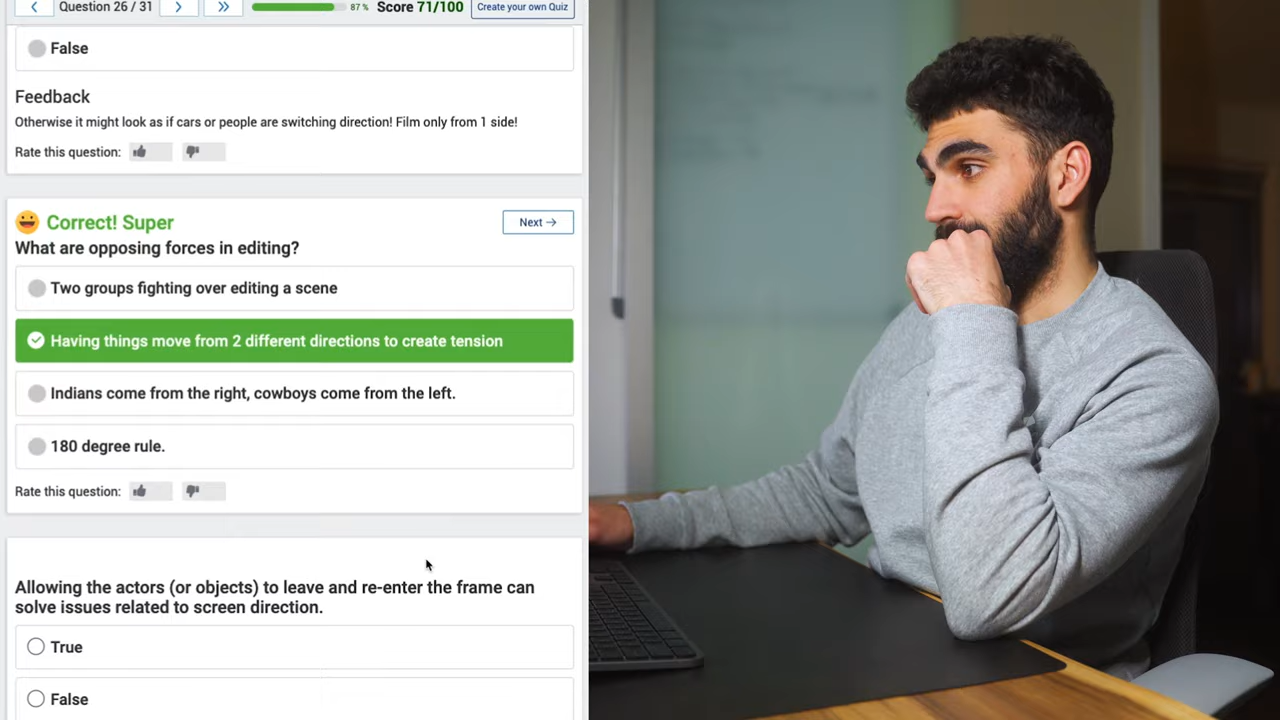 Question 26 / 31
87 %
Score 71/100
Create your own Quiz
False
Feedback
Otherwise it might look as if cars or people are switching direction! Film only from 1 side!
Rate this question:
Correct! Super
Next →
What are opposing forces in editing?
Two groups fighting over editing a scene
Having things move from 2 different directions to create tension
Indians come from the right, cowboys come from the left.
180 degree rule.
Rate this question:
Allowing the actors (or objects) to leave and re-enter the frame can
solve issues related to screen direction.
True
False